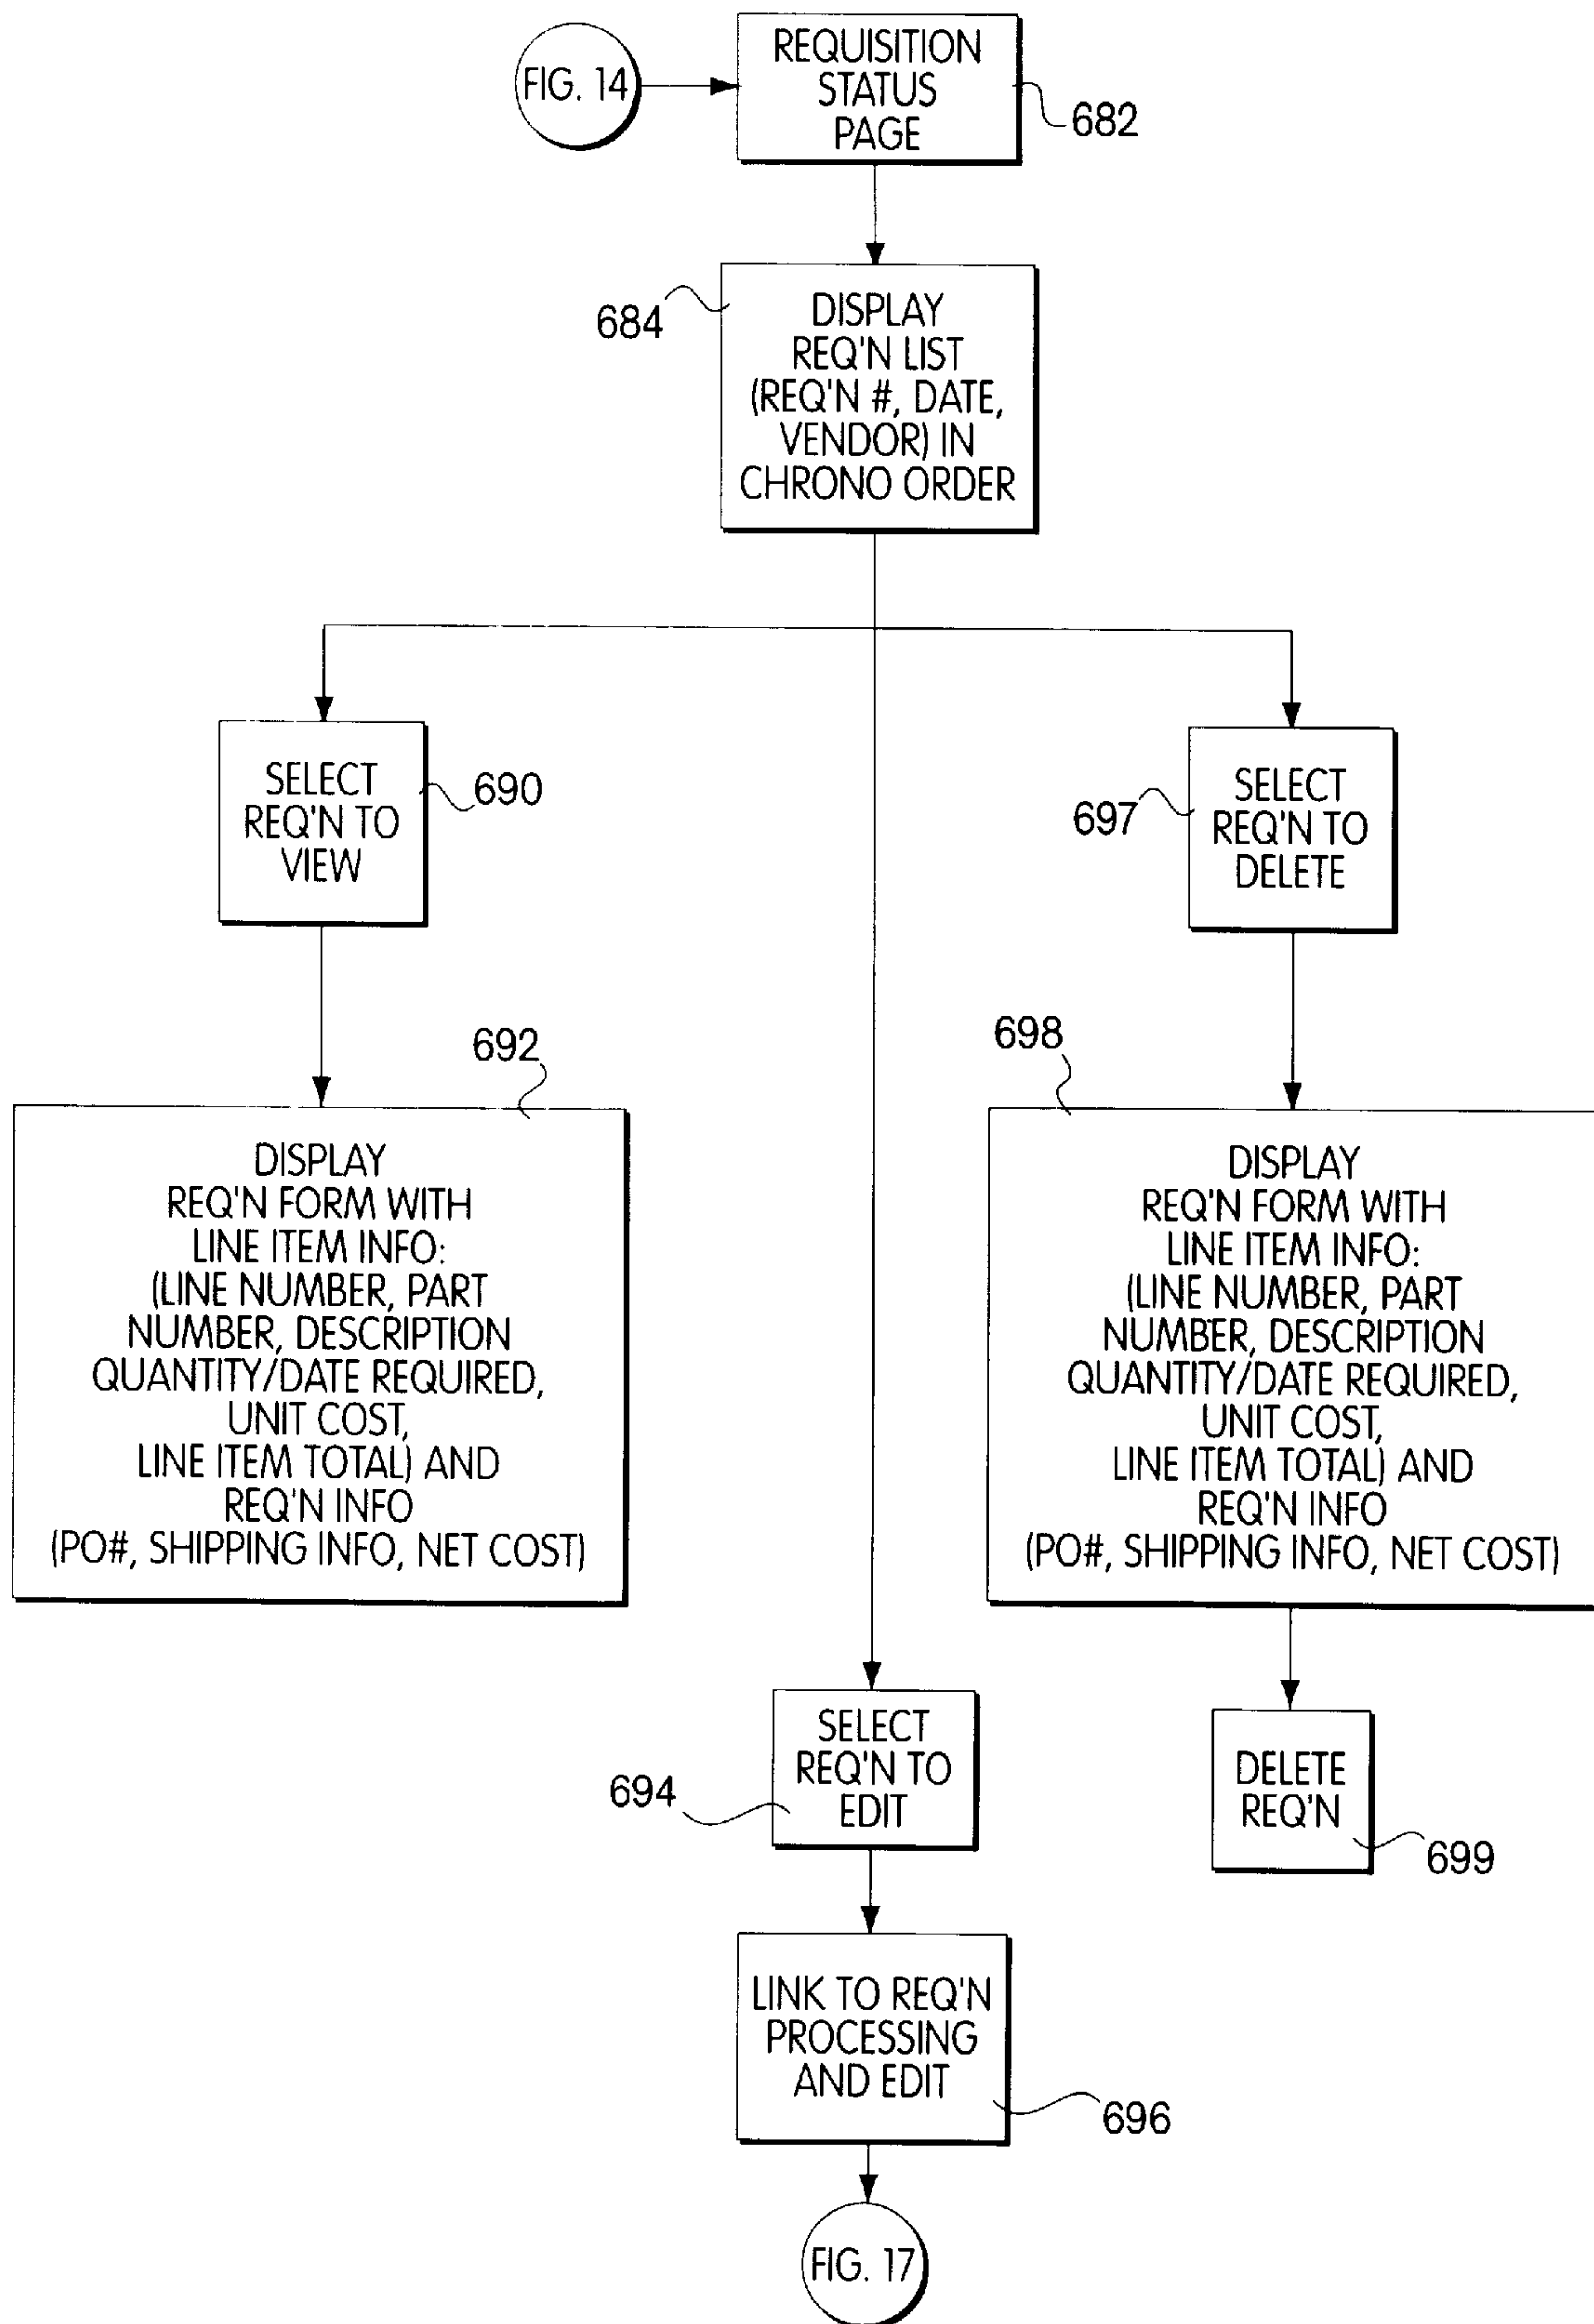 FIG. 14
REQUISITION
STATUS
PAGE
682
684
DISPLAY
REQ'N LIST
(REQ'N #, DATE,
VENDOR) IN
CHRONO ORDER
SELECT
REQ'N TO
VIEW
690
697
SELECT
REQ'N TO
DELETE
692
DISPLAY
REQ'N FORM WITH
LINE ITEM INFO:
(LINE NUMBER, PART
NUMBER, DESCRIPTION
QUANTITY/DATE REQUIRED,
UNIT COST,
LINE ITEM TOTAL) AND
REQ'N INFO
(PO#, SHIPPING INFO, NET COST)
698
DISPLAY
REQ'N FORM WITH
LINE ITEM INFO:
(LINE NUMBER, PART
NUMBER, DESCRIPTION
QUANTITY/DATE REQUIRED,
UNIT COST,
LINE ITEM TOTAL) AND
REQ'N INFO
(PO#, SHIPPING INFO, NET COST)
694
SELECT
REQ'N TO
EDIT
DELETE
REQ'N
699
LINK TO REQ'N
PROCESSING
AND EDIT
696
FIG. 17